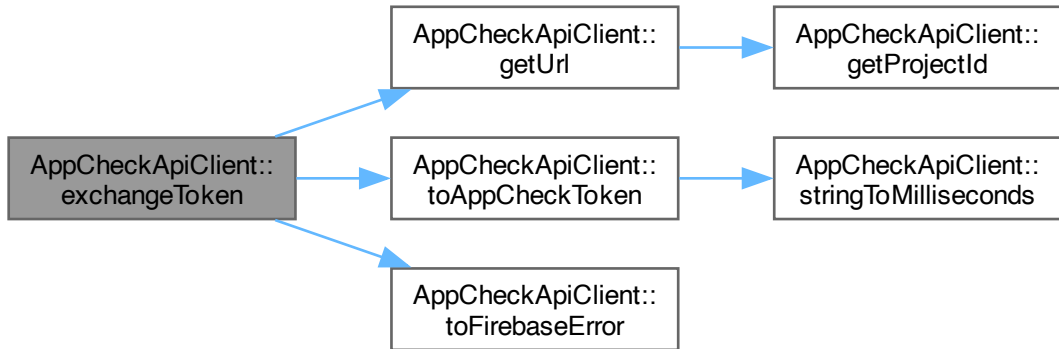 AppCheckApiClient::
getUrl
AppCheckApiClient::
getProjectId
AppCheckApiClient::
exchangeToken
AppCheckApiClient::
toAppCheckToken
AppCheckApiClient::
stringToMilliseconds
AppCheckApiClient::
toFirebaseError